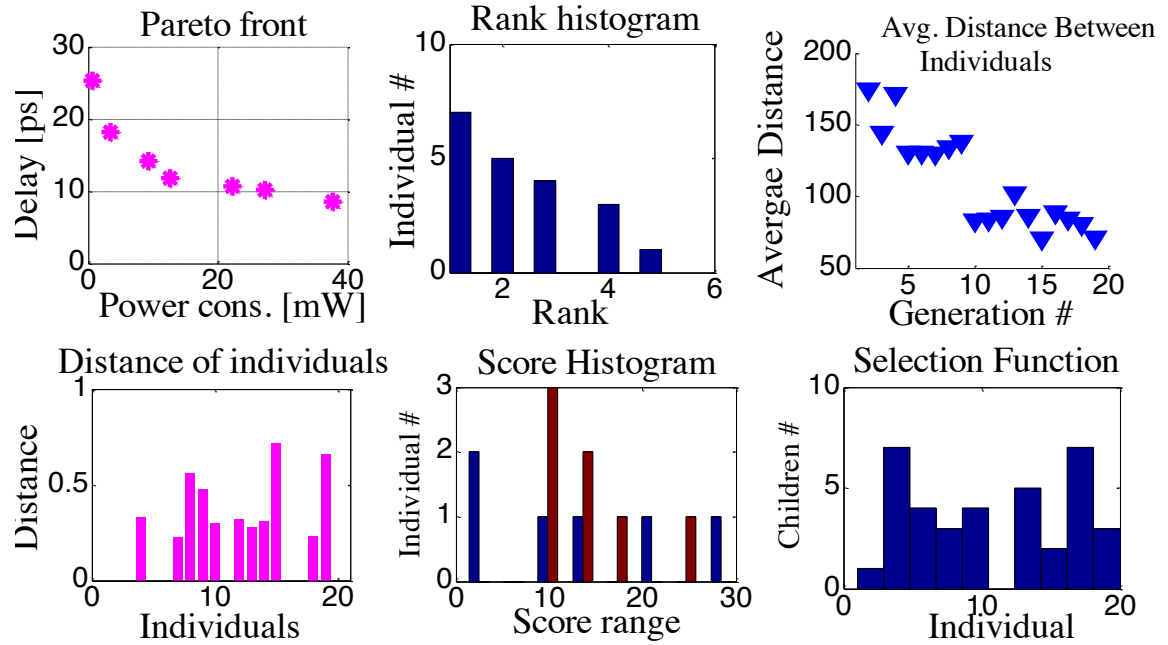 Pareto front
30
20
10
0
Delay [ps]
0 20 40
Power cons. [mW]
Rank histogram
10
5
0
Individual #
2 4 6
Rank
Avg. Distance Between
Individuals
200
150
100
50
Avergae Distance
5 10 15 20
Generation #
Distance of individuals
1
0.5
0
Distance
0 10 20
Individuals
Score Histogram
3
2
1
0
Individual #
0 10 20 30
Score range
Selection Function
10
5
0
Children #
0 10 20
Individual